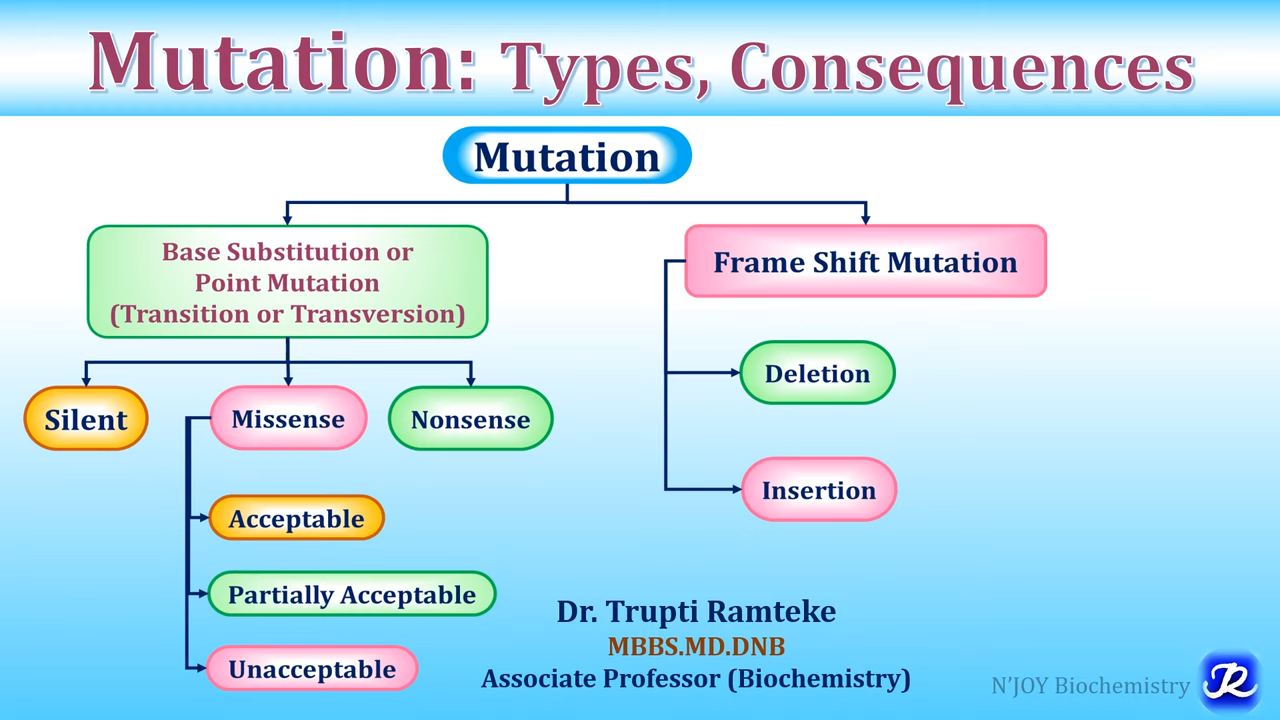 Mutation: Types, Consequences
Mutation
Base Substitution or
Point Mutation
(Transition or Transversion)
Frame Shift Mutation
Silent
Missense
Nonsense
Deletion
Insertion
Acceptable
Partially Acceptable
Unacceptable
Dr. Trupti Ramteke
MBBS.MD.DNB
Associate Professor (Biochemistry)
N'JOY Biochemistry